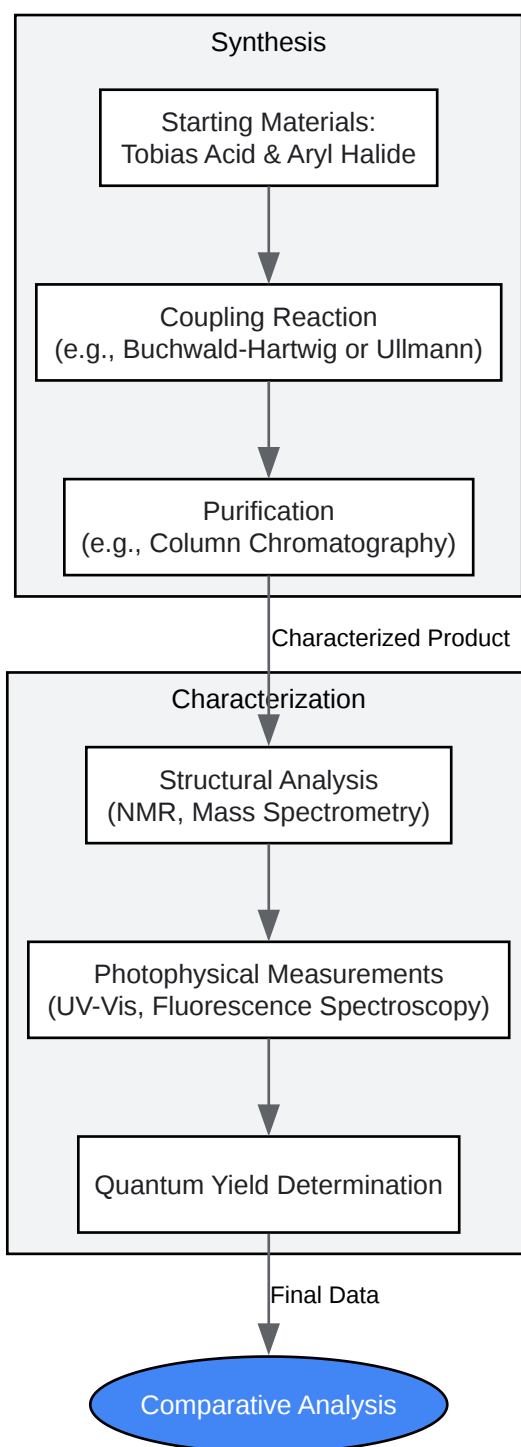 Synthesis
Starting Materials:
Tobias Acid & Aryl Halide
Coupling Reaction
(e.g., Buchwald-Hartwig or Ullmann)
Purification
(e.g., Column Chromatography)
Characterized Product
Characterization
Structural Analysis
(NMR, Mass Spectrometry)
Photophysical Measurements
(UV-Vis, Fluorescence Spectroscopy)
Quantum Yield Determination
Final Data
Comparative Analysis